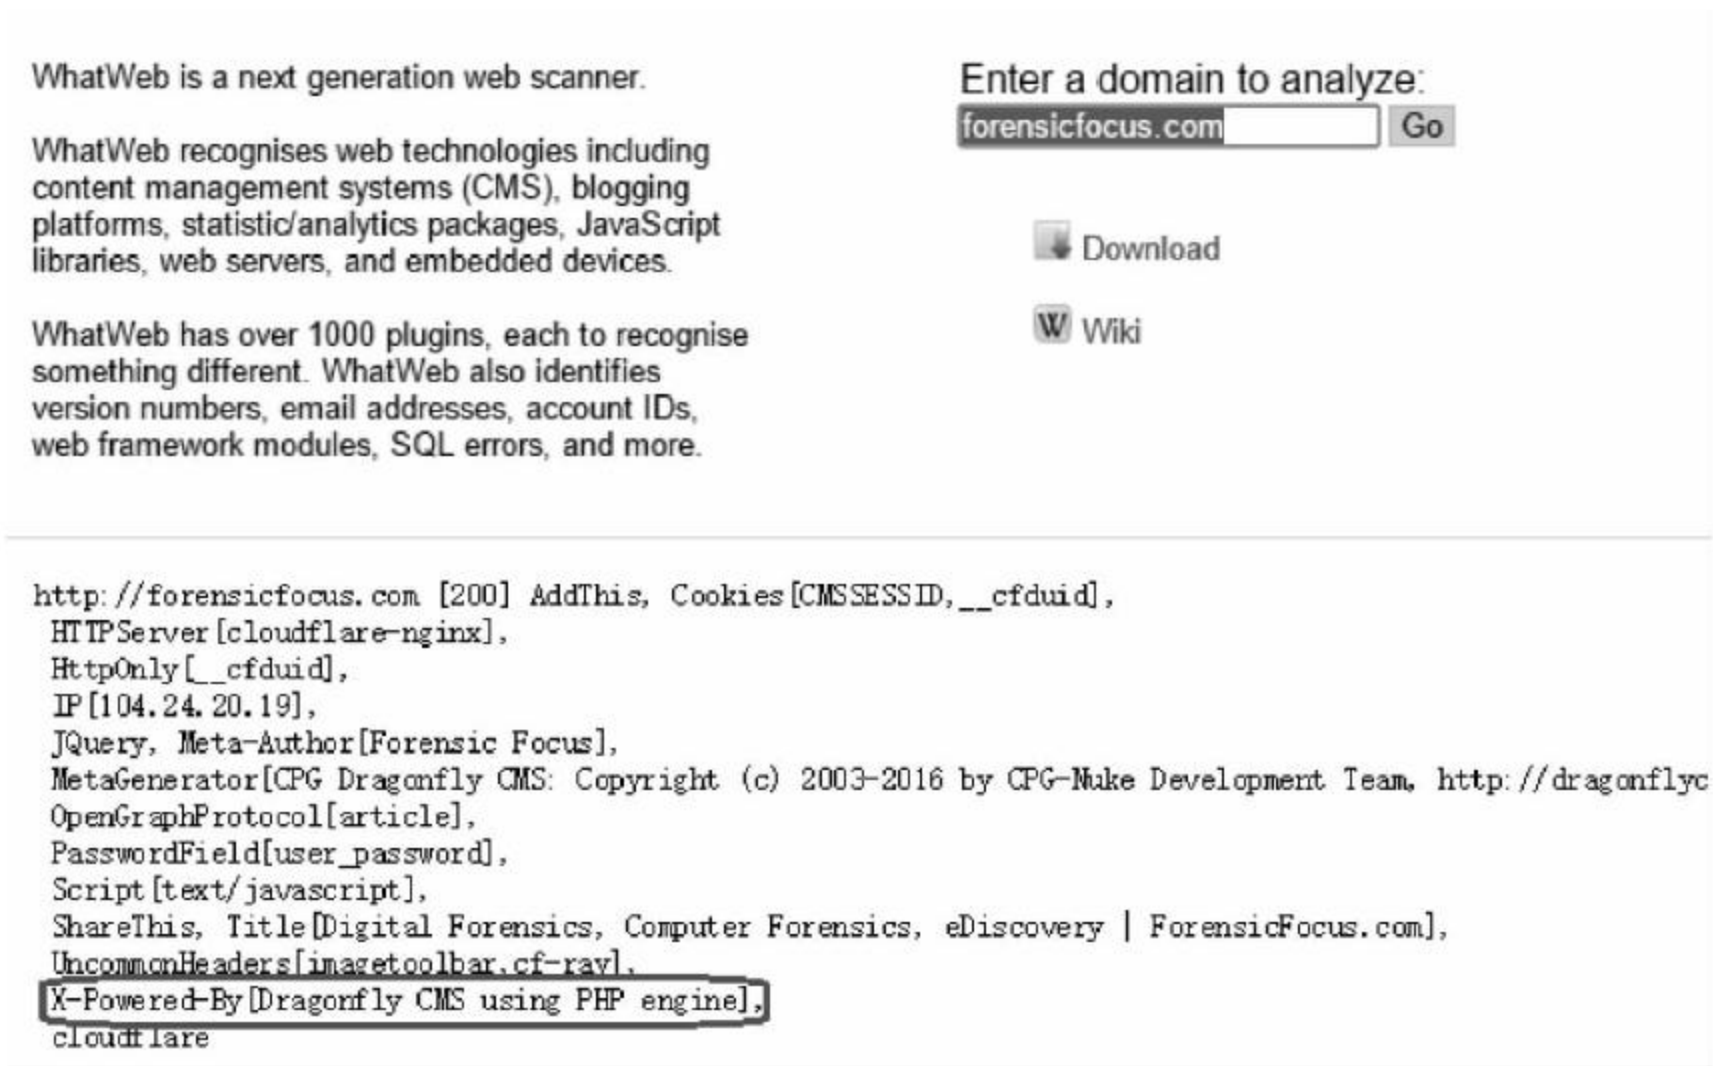 WhatWeb is a next generation web scanner.
WhatWeb recognises web technologies including
content management systems (CMS), blogging
platforms, statistic/analytics packages, JavaScript
libraries, web servers, and embedded devices.
WhatWeb has over 1000 plugins, each to recognise
something different. WhatWeb also identifies
version numbers, email addresses, account IDs,
web framework modules, SQL errors, and more.
Enter a domain to analyze:
forensicfocus.com Go
Download
W Wiki
http://forensicfocus.com [200] AddThis, Cookies[CMSSESSID,__cfduid],
HTTPServer[cloudflare-nginx],
HttpOnly[__cfduid],
IP[104.24.20.19],
JQuery, Meta-Author[Forensic Focus],
MetaGenerator[CPG Dragonfly CMS: Copyright (c) 2003-2016 by CPG-Nuke Development Team, http://dragonflyc
OpenGraphProtocol[article],
PasswordField[user_password],
Script[text/javascript],
ShareThis, Title[Digital Forensics, Computer Forensics, eDiscovery | ForensicFocus.com],
UncommonHeaders[imagetoolbar,cf-ray],
X-Powered-By[Dragonfly CMS using PHP engine],
cloudflare